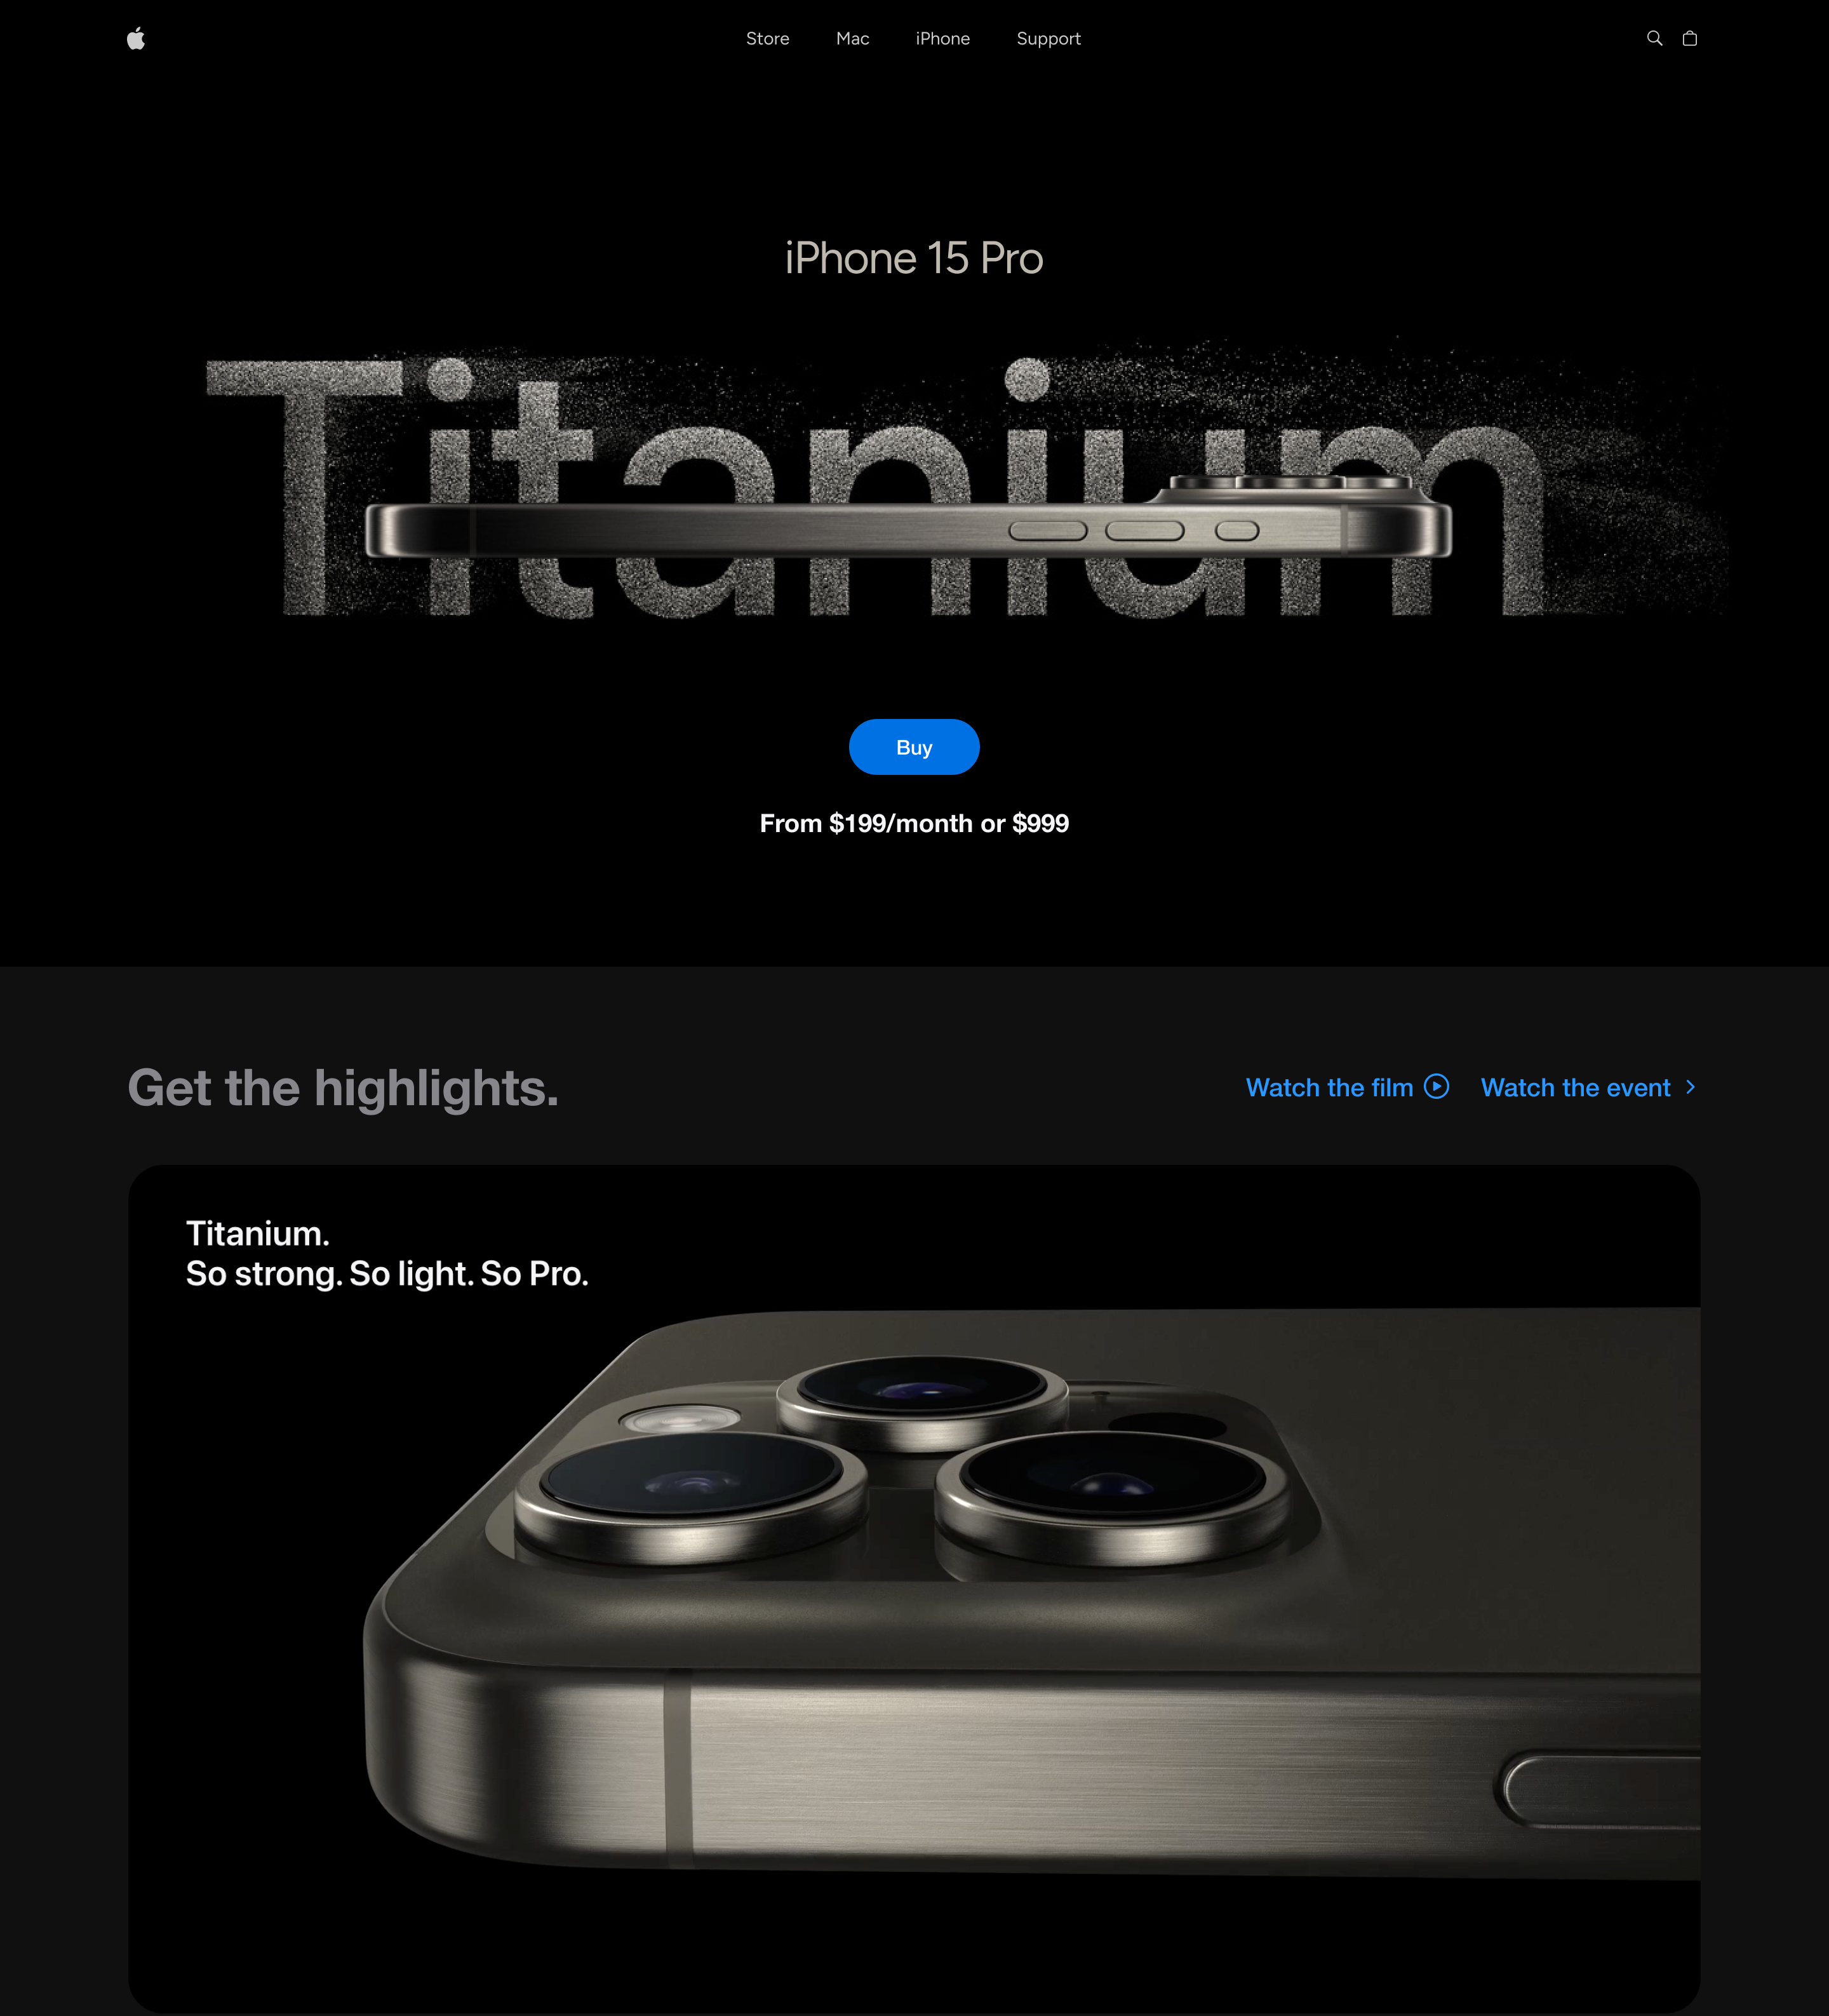 Store
Mac
iPhone
Support
iPhone 15 Pro
Titanium
Buy
From $199/month or $999
Get the highlights.
Watch the film
Watch the event
Titanium.
So strong. So light. So Pro.